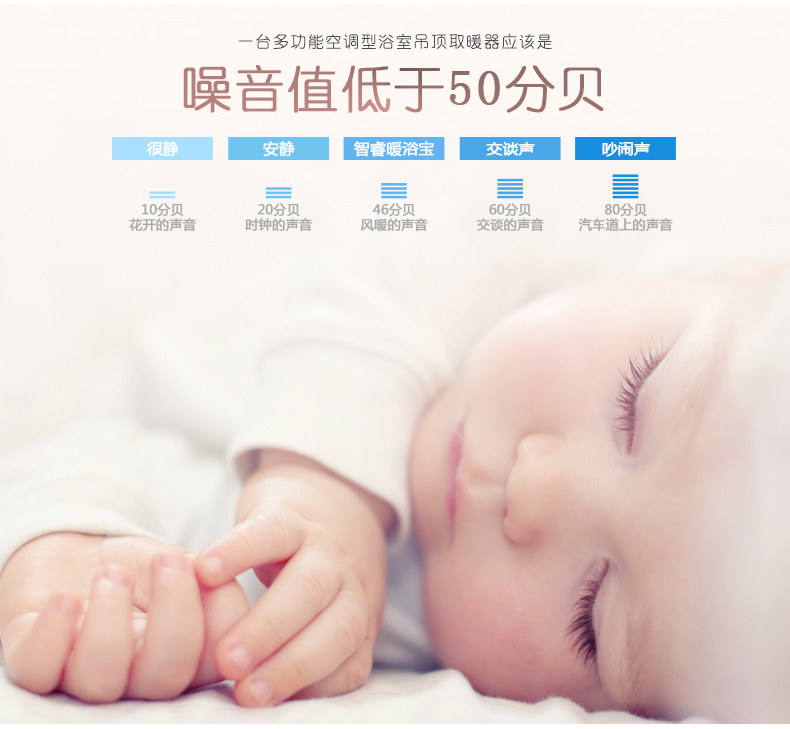 一台多功能空调型浴室吊顶取暖器应该是
噪音值低于50分贝
很静 安静 智睿暖浴宝 交谈声 吵闹声
10分贝 20分贝 46分贝 60分贝 80分贝
花开的声音 时钟的声音 风暖的声音 交谈的声音 汽车道上的声音